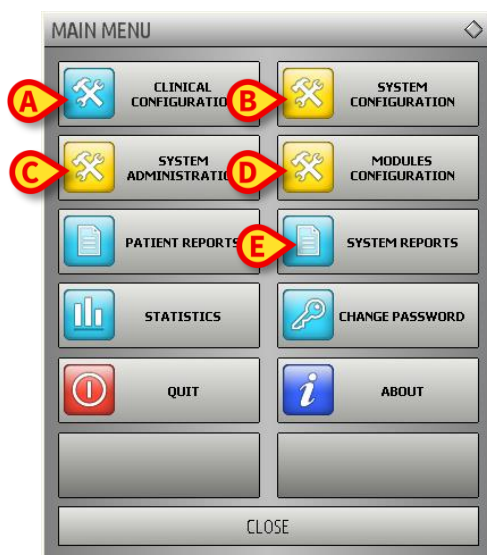 MAIN MENU
A
CLINICAL
CONFIGURATION
B
SYSTEM
CONFIGURATION
C
SYSTEM
ADMINISTRATIO
D
MODULES
CONFIGURATION
PATIENT REPORTS
E
SYSTEM REPORTS
STATISTICS
CHANGE PASSWORD
QUIT
i
ABOUT
CLOSE